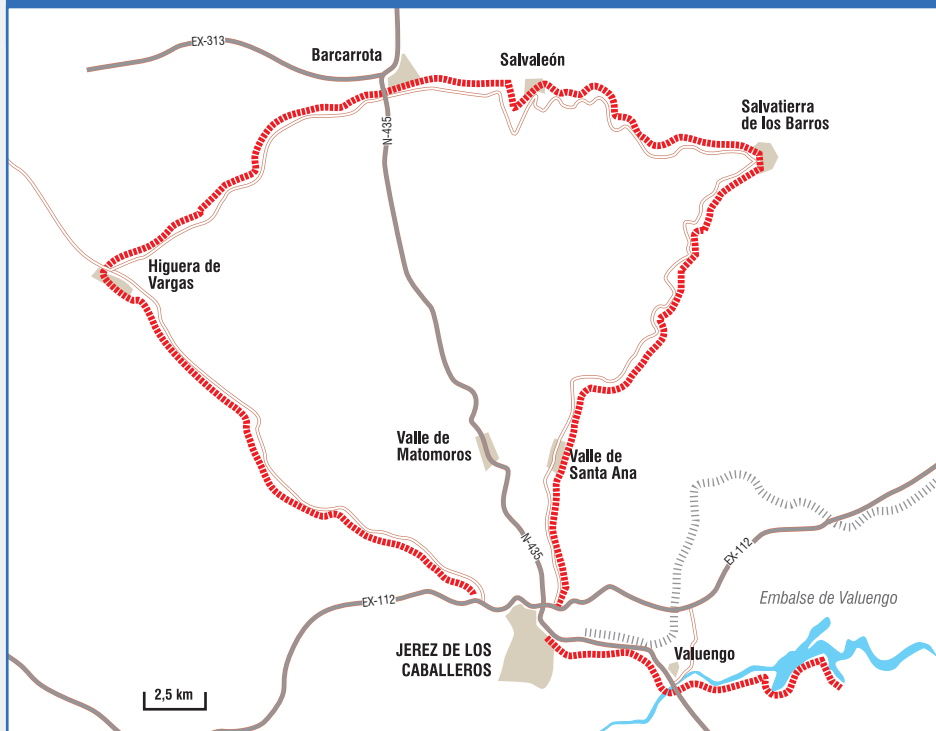 EX-313
Barcarrota
Salvaleón
Salvatierra
de los Barros
N-435
Higuera de
Vargas
Valle de
Matomoros
Valle de
Santa Ana
N-435
EX-112
EX-112
Embalse de Valuengo
JEREZ DE LOS
CABALLEROS
Valuengo
2,5 km